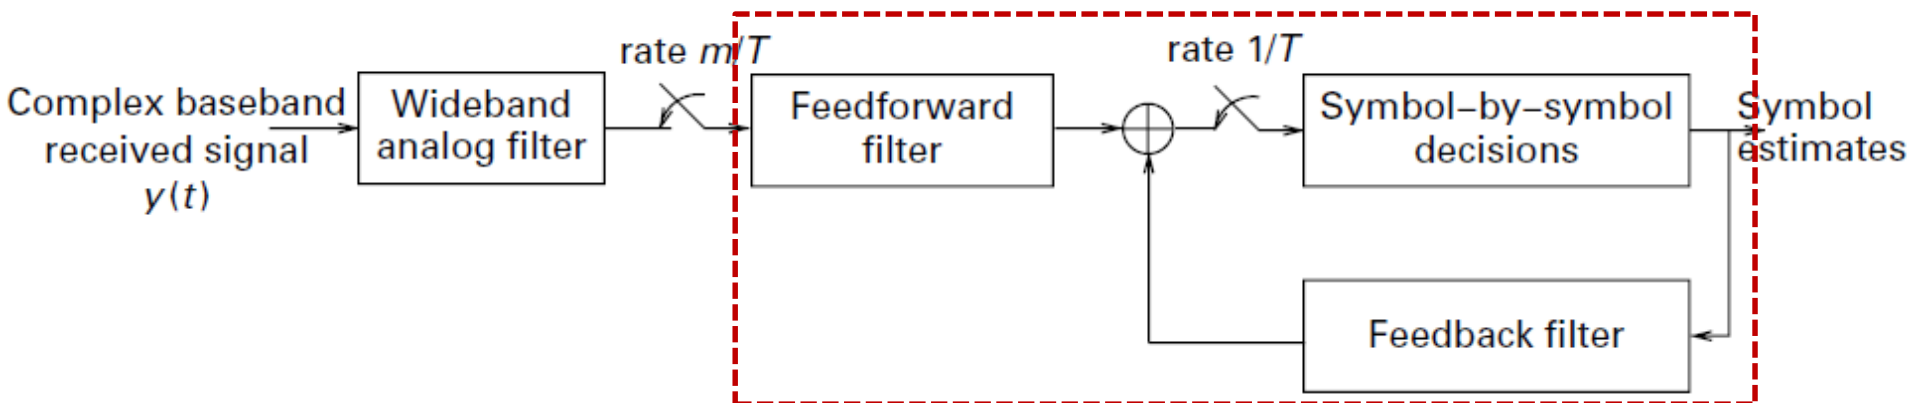 Complex baseband
received signal
y(t)
Wideband
analog filter
rate m/T
Feedforward
filter
rate 1/T
Symbol–by–symbol
decisions
Symbol
estimates
Feedback filter